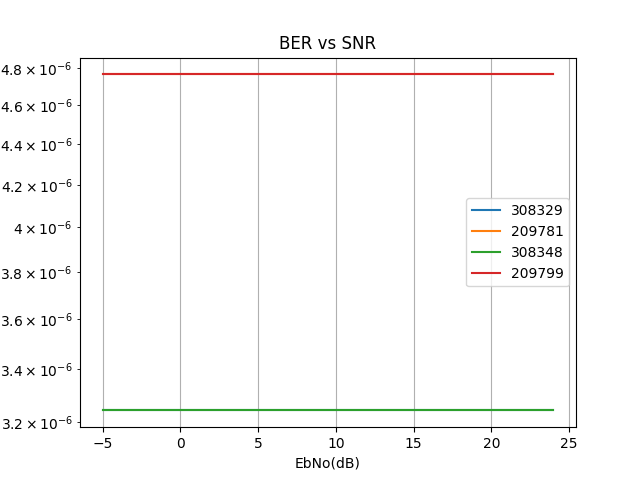 BER vs SNR
4.8 × 10⁻⁶
4.6 × 10⁻⁶
4.4 × 10⁻⁶
4.2 × 10⁻⁶
4 × 10⁻⁶
3.8 × 10⁻⁶
3.6 × 10⁻⁶
3.4 × 10⁻⁶
3.2 × 10⁻⁶
308329
209781
308348
209799
−5 0 5 10 15 20 25
EbNo(dB)